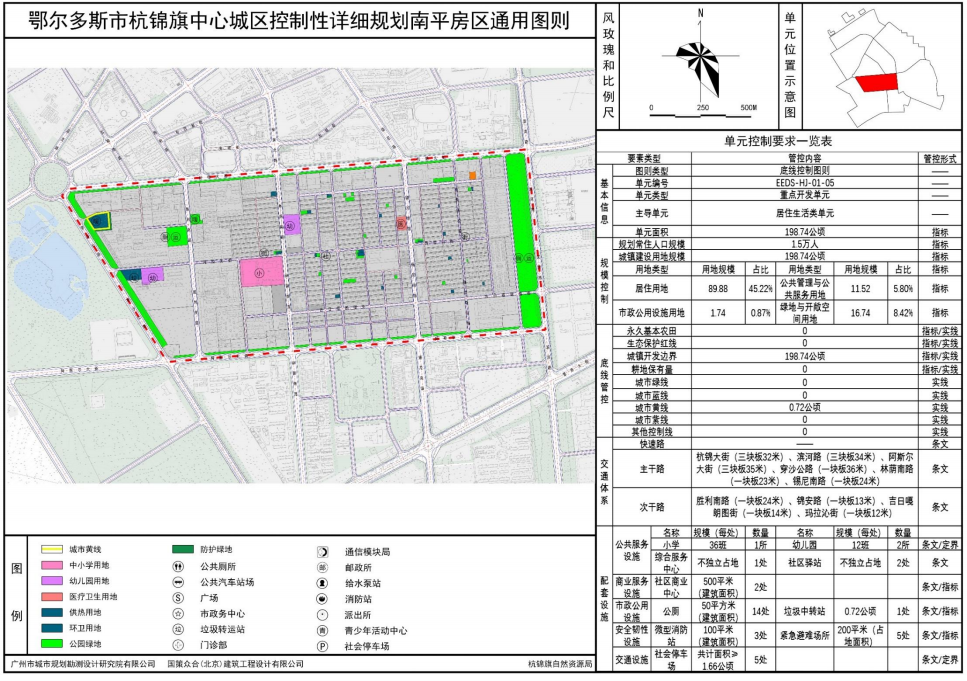 鄂尔多斯市杭锦旗中心城区控制性详细规划南平房区通用图则
风玫瑰和比例尺
N
0 250 500M
单元位置示意图
单元控制要求一览表
要素类型 管控内容 管控形式
基本信息
图则类型 底线控制图则 ——
单元编号 EEDS-HJ-01-05 ——
单元类型 重点开发单元 ——
主导单元 居住生活类单元 ——
单元面积 198.74公顷 指标
规模控制
规划常住人口规模 1.5万人 指标
城镇建设用地规模 198.74公顷 指标
用地类型 用地规模 占比 用地类型 用地规模 占比 指标
居住用地 89.88 45.22% 公共管理与公共服务用地 11.52 5.80% 指标
市政公用设施用地 1.74 0.87% 绿地与开敞空间用地 16.74 8.42% 指标
底线管控
永久基本农田 0 指标/实线
生态保护红线 0 指标/实线
城镇开发边界 198.74公顷 指标/实线
耕地保有量 0 指标/实线
城市绿线 0 实线
城市蓝线 0 实线
城市黄线 0.72公顷 实线
城市紫线 0 实线
其他控制线 0 实线
交通体系
快速路 —— 条文
主干路 杭锦大街（三块板32米）、滨河路（三块板34米）、阿斯尔
大街（三块板35米）、穿沙公路（一块板36米）、林荫南路
（一块板23米）、锡尼南路（一块板24米） 条文
次干路 胜利南路（一块板24米）、锦安路（一块板13米）、吉日嘎
朗图街（一块板14米）、玛拉沁街（一块板12米） 条文
配套设施
名称 规模（每处） 数量 名称 规模（每处） 数量
公共服务设施 小学 36班 1所 幼儿园 12班 2所 条文/定界
综合服务中心 不独立占地 1处 社区驿站 不独立占地 2处 条文
商业服务设施 社区商业中心 500平米（建筑面积） 2处 条文/指标
市政公用设施 公厕 50平方米（建筑面积） 14处 垃圾中转站 0.72公顷 1处 条文/指标
安全韧性设施 微型消防站 100平米（建筑面积） 3处 紧急避难场所 200平米（占地面积） 5处 条文/指标
交通设施 社会停车场 共计面积≥1.66公顷 5处 条文/定界
图例
城市黄线 防护绿地 通信模块局
中小学用地 公共厕所 邮政所
幼儿园用地 公共汽车站场 给水泵站
医疗卫生用地 S 广场 消防站
供热用地 市政务中心 派出所
环卫用地 垃圾转运站 青 青少年活动中心
公园绿地 门诊部 P 社会停车场
广州市城市规划勘测设计研究院有限公司 国策众合(北京)建筑工程设计有限公司 杭锦旗自然资源局